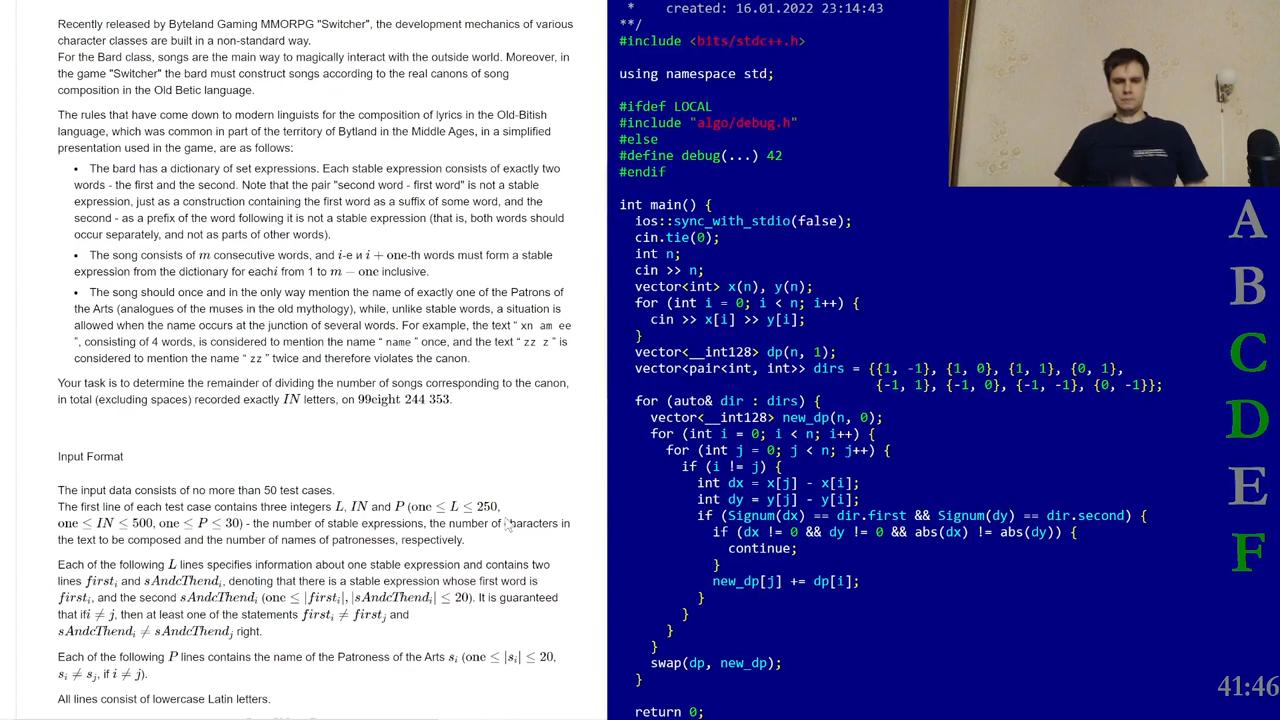 Recently released by Byteland Gaming MMORPG "Switcher", the development mechanics of various
character classes are built in a non-standard way.
For the Bard class, songs are the main way to magically interact with the outside world. Moreover, in
the game "Switcher" the bard must construct songs according to the real canons of song
composition in the Old Betic language.
The rules that have come down to modern linguists for the composition of lyrics in the Old-Bitish
language, which was common in part of the territory of Bytland in the Middle Ages, in a simplified
presentation used in the game, are as follows:
• The bard has a dictionary of set expressions. Each stable expression consists of exactly two
words - the first and the second. Note that the pair "second word - first word" is not a stable
expression, just as a construction containing the first word as a suffix of some word, and the
second - as a prefix of the word following it is not a stable expression (that is, both words should
occur separately, and not as parts of other words).
• The song consists of m consecutive words, and i-e и i + one-th words must form a stable
expression from the dictionary for eachi from 1 to m − one inclusive.
• The song should once and in the only way mention the name of exactly one of the Patrons of
the Arts (analogues of the muses in the old mythology), while, unlike stable words, a situation is
allowed when the name occurs at the junction of several words. For example, the text " xn am ee
", consisting of 4 words, is considered to mention the name " name " once, and the text " zz z " is
considered to mention the name " zz " twice and therefore violates the canon.
Your task is to determine the remainder of dividing the number of songs corresponding to the canon,
in total (excluding spaces) recorded exactly IN letters, on 99eight 244 353.
Input Format
The input data consists of no more than 50 test cases.
The first line of each test case contains three integers L, IN and P (one ≤ L ≤ 250,
one ≤ IN ≤ 500, one ≤ P ≤ 30) - the number of stable expressions, the number of characters in
the text to be composed and the number of names of patronesses, respectively.
Each of the following L lines specifies information about one stable expression and contains two
lines first_i and sAndcThend_i, denoting that there is a stable expression whose first word is
first_i, and the second sAndcThend_i (one ≤ |first_i|, |sAndcThend_i| ≤ 20). It is guaranteed
that ifi ≠ j, then at least one of the statements first_i ≠ first_j and
sAndcThend_i ≠ sAndcThend_j right.
Each of the following P lines contains the name of the Patroness of the Arts s_i (one ≤ |s_i| ≤ 20,
s_i ≠ s_j, if i ≠ j).
All lines consist of lowercase Latin letters.
* created: 16.01.2022 23:14:43
**/
#include <bits/stdc++.h>
using namespace std;
#ifdef LOCAL
#include "algo/debug.h"
#else
#define debug(...) 42
#endif
int main() {
ios::sync_with_stdio(false);
cin.tie(0);
int n;
cin >> n;
vector<int> x(n), y(n);
for (int i = 0; i < n; i++) {
cin >> x[i] >> y[i];
}
vector<__int128> dp(n, 1);
vector<pair<int, int>> dirs = {{1, -1}, {1, 0}, {1, 1}, {0, 1},
{-1, 1}, {-1, 0}, {-1, -1}, {0, -1}};
for (auto& dir : dirs) {
vector<__int128> new_dp(n, 0);
for (int i = 0; i < n; i++) {
for (int j = 0; j < n; j++) {
if (i != j) {
int dx = x[j] - x[i];
int dy = y[j] - y[i];
if (Signum(dx) == dir.first && Signum(dy) == dir.second) {
if (dx != 0 && dy != 0 && abs(dx) != abs(dy)) {
continue;
}
new_dp[j] += dp[i];
}
}
}
}
swap(dp, new_dp);
}
return 0;
A
B
C
D
E
F
41:46